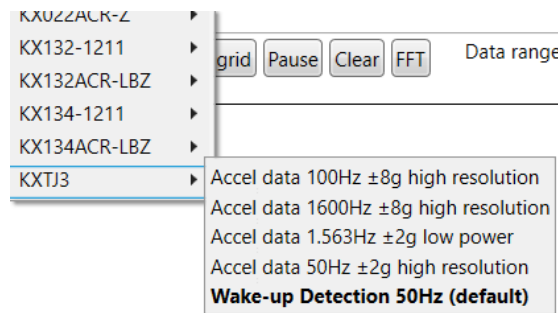 KX022ACR-Z
KX132-1211
KX132ACR-LBZ
KX134-1211
KX134ACR-LBZ
KXTJ3
grid Pause Clear FFT Data range
Accel data 100Hz ±8g high resolution
Accel data 1600Hz ±8g high resolution
Accel data 1.563Hz ±2g low power
Accel data 50Hz ±2g high resolution
Wake-up Detection 50Hz (default)